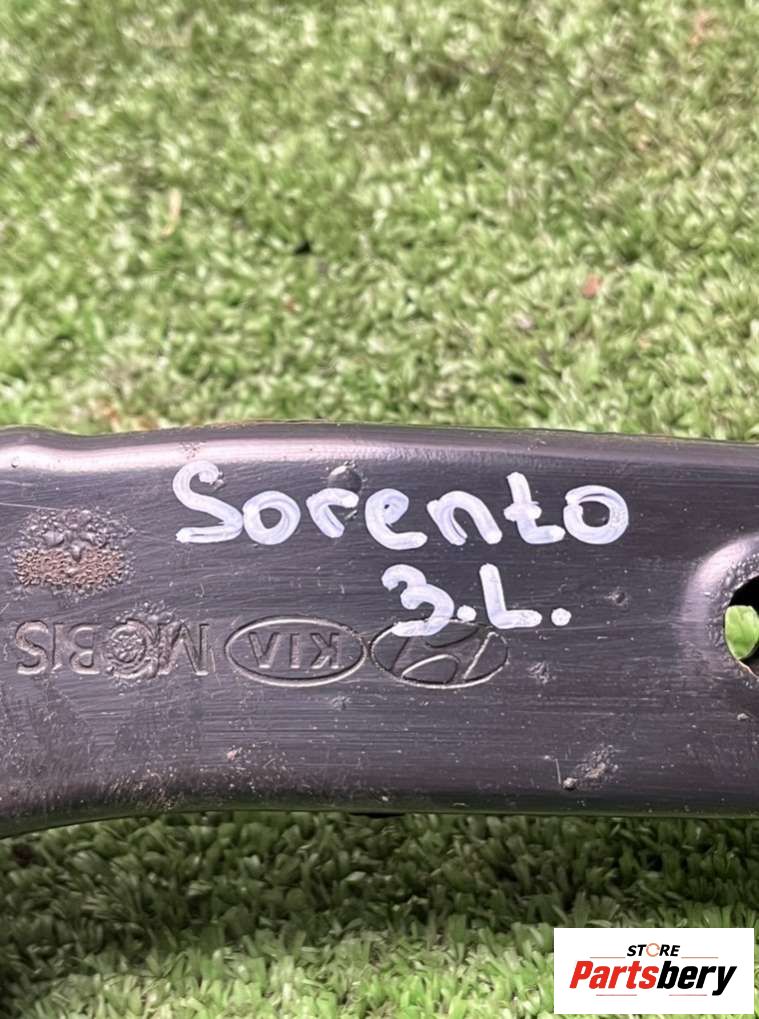 Sorento
3.L.
MOBIS KIA
STORE
Partsbery